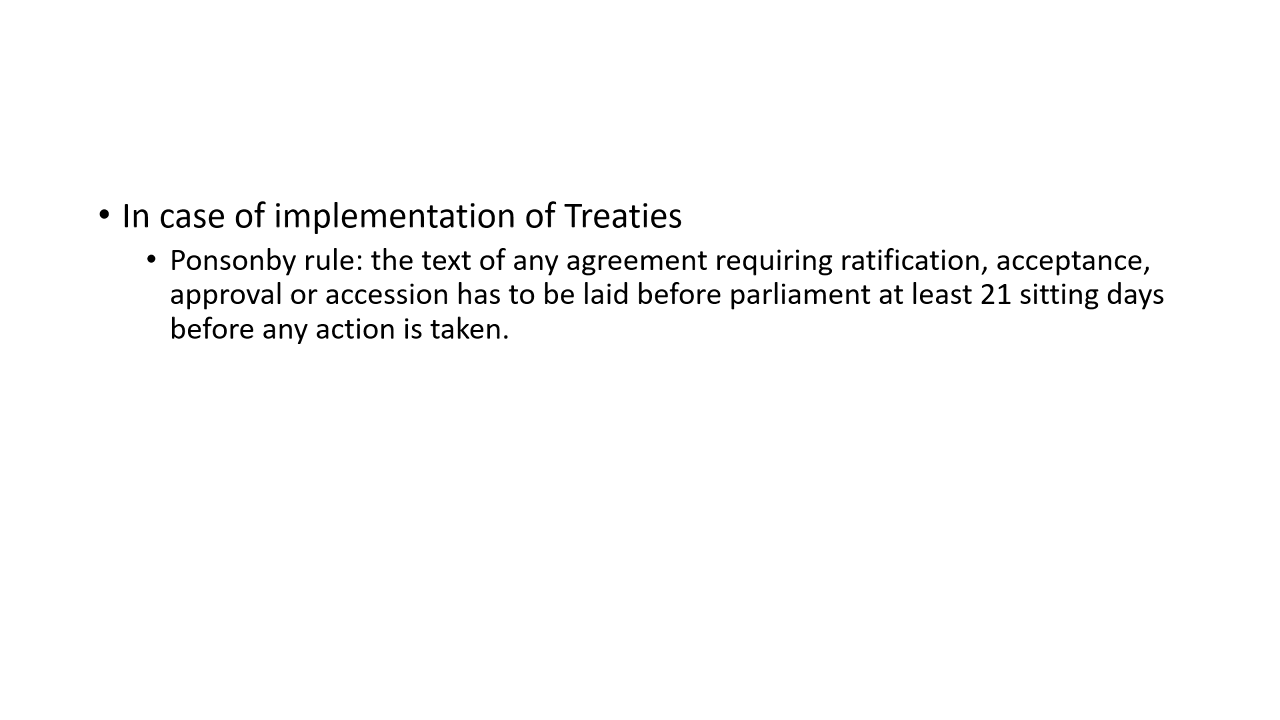 • In case of implementation of Treaties
• Ponsonby rule: the text of any agreement requiring ratification, acceptance,
approval or accession has to be laid before parliament at least 21 sitting days
before any action is taken.